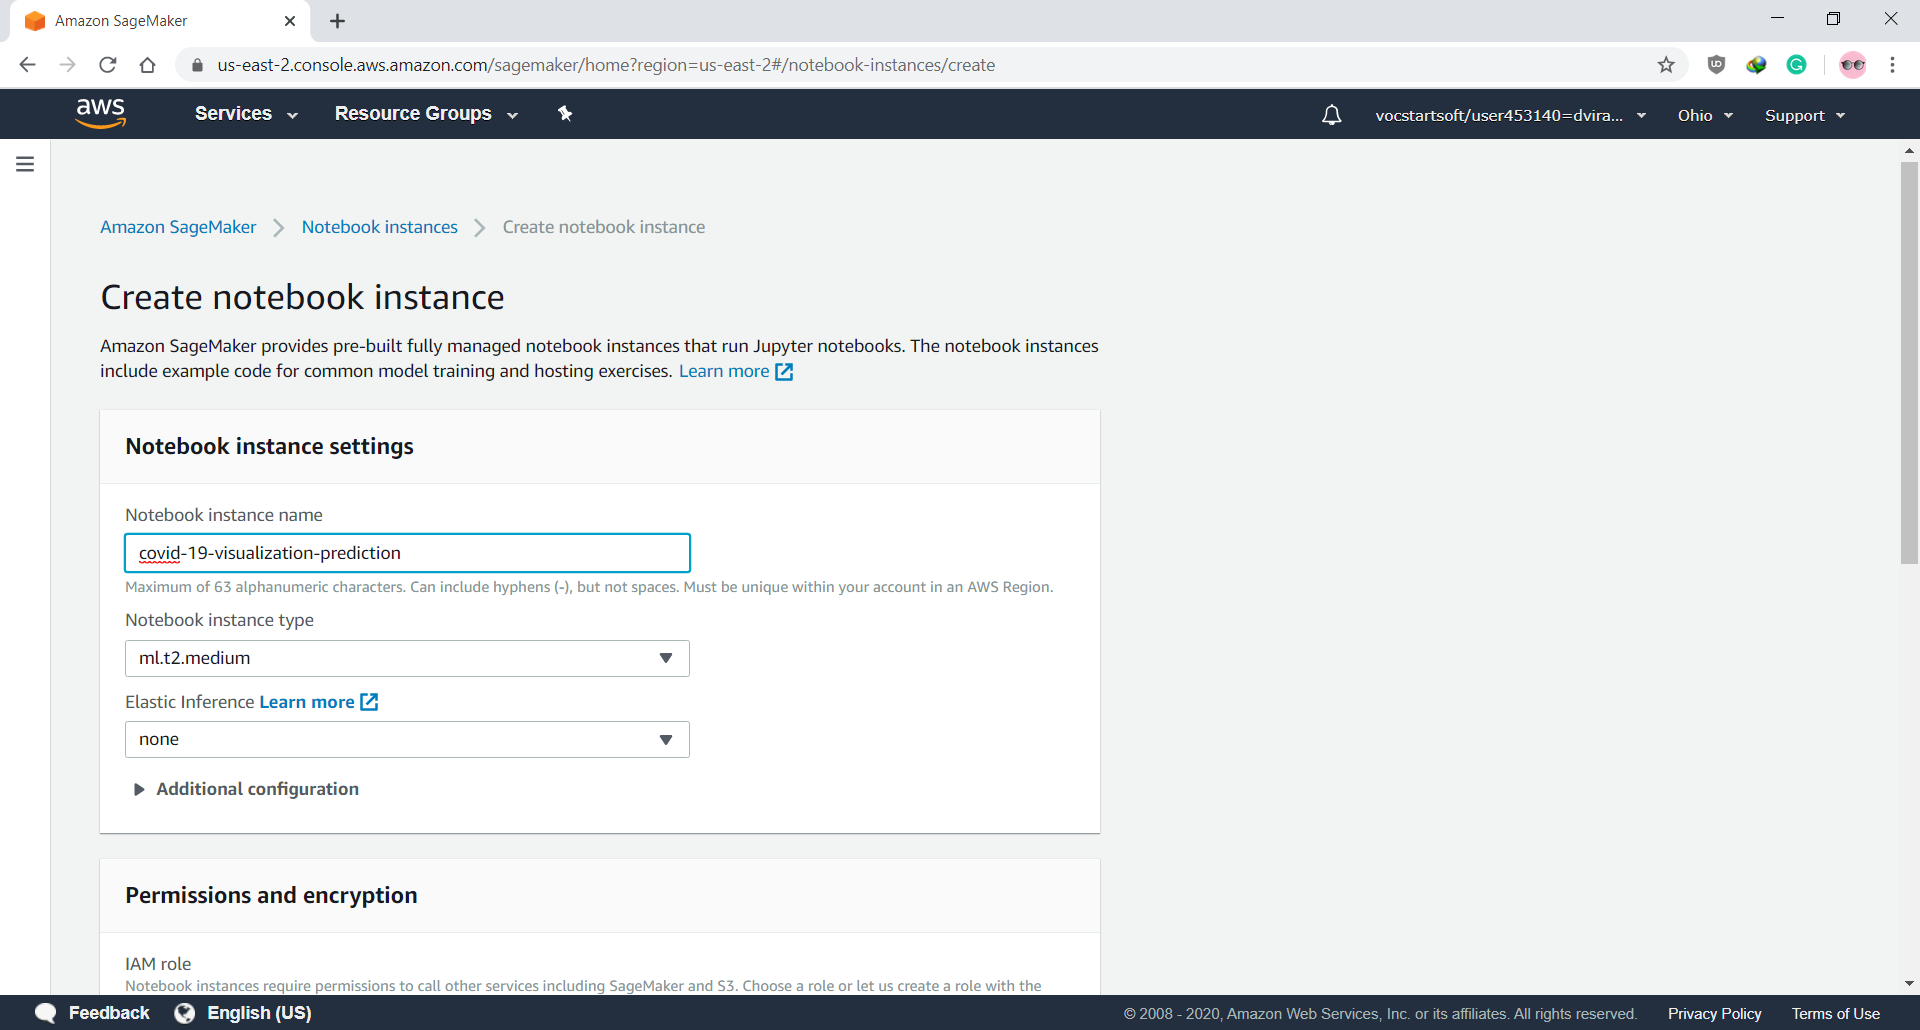 Amazon SageMaker
us-east-2.console.aws.amazon.com/sagemaker/home?region=us-east-2#/notebook-instances/create
aws Services Resource Groups vocstartsoft/user453140=dvira... Ohio Support
Amazon SageMaker Notebook instances Create notebook instance
Create notebook instance
Amazon SageMaker provides pre-built fully managed notebook instances that run Jupyter notebooks. The notebook instances
include example code for common model training and hosting exercises. Learn more
Notebook instance settings
Notebook instance name
covid-19-visualization-prediction
Maximum of 63 alphanumeric characters. Can include hyphens (-), but not spaces. Must be unique within your account in an AWS Region.
Notebook instance type
ml.t2.medium
Elastic Inference Learn more
none
Additional configuration
Permissions and encryption
IAM role
Notebook instances require permissions to call other services including SageMaker and S3. Choose a role or let us create a role with the
Feedback English (US) © 2008 - 2020, Amazon Web Services, Inc. or its affiliates. All rights reserved. Privacy Policy Terms of Use